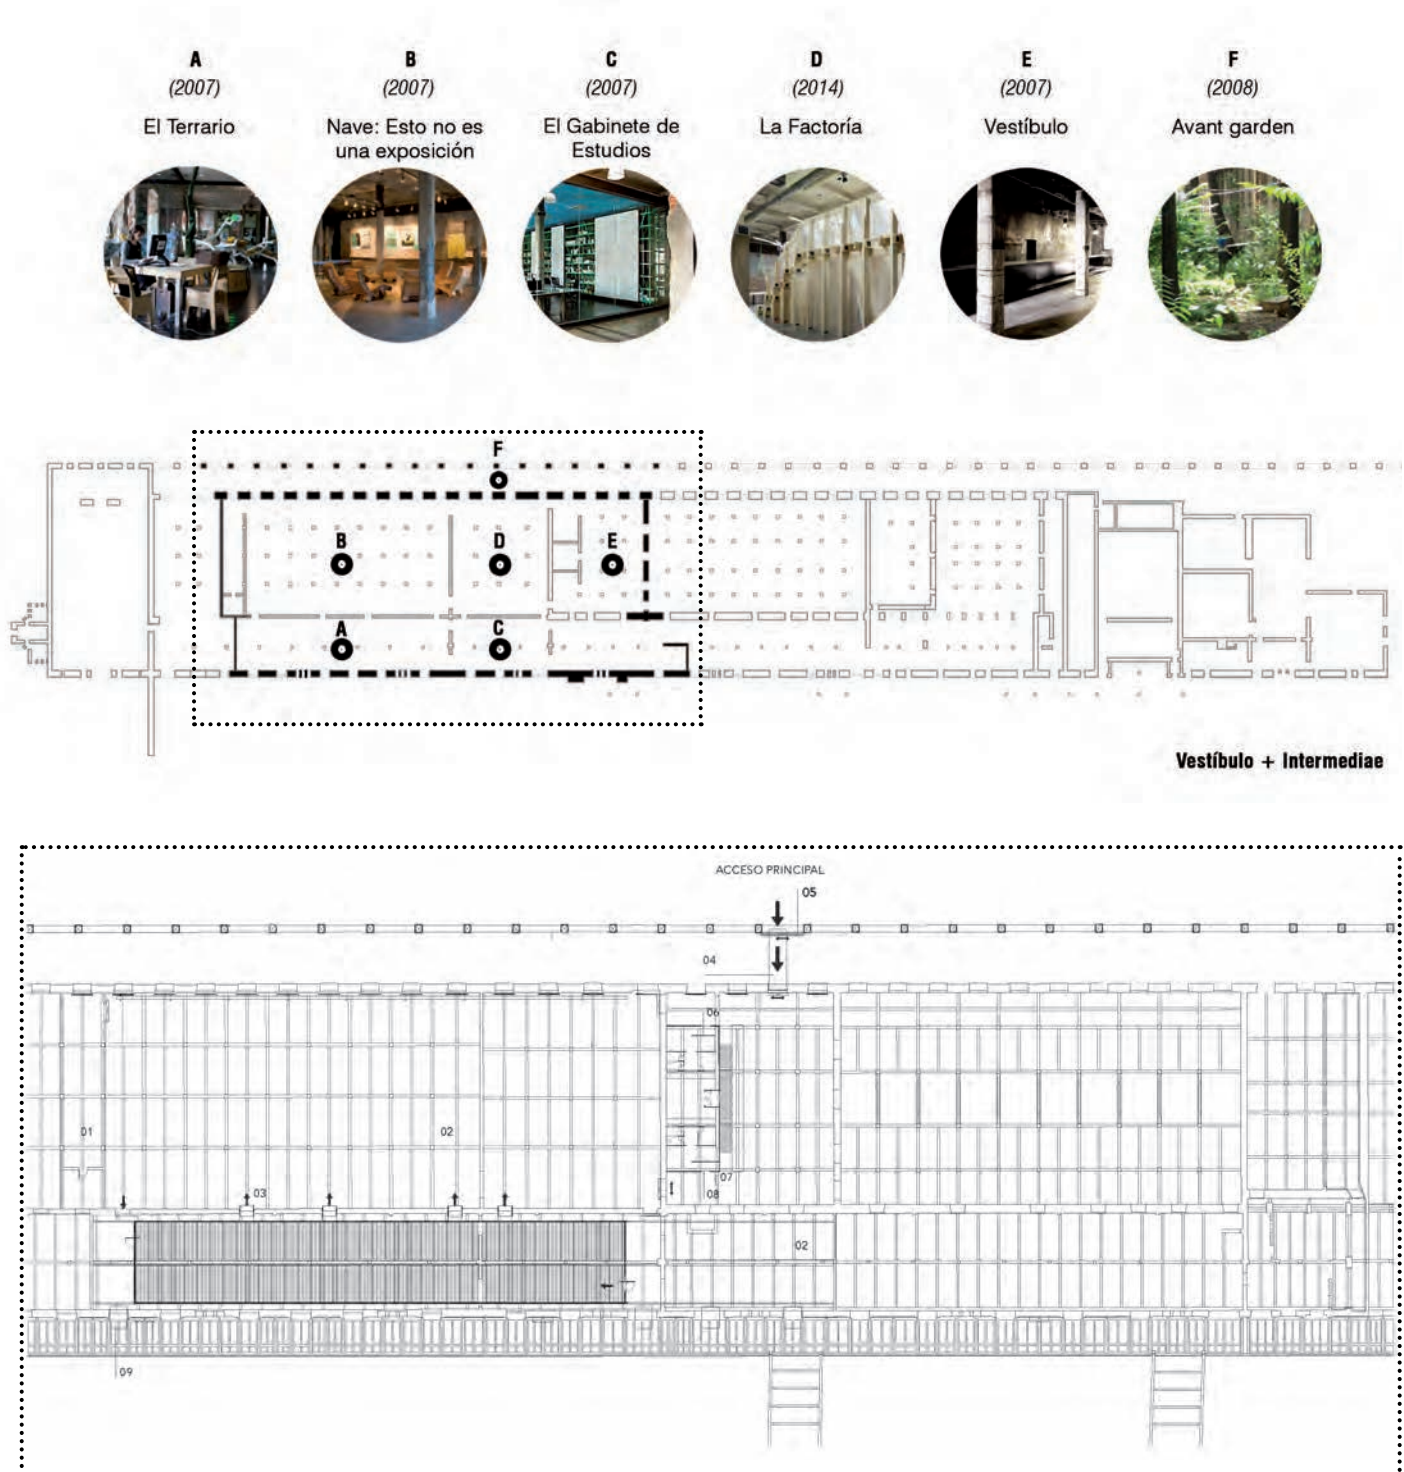 A
(2007)
El Terrario
B
(2007)
Nave: Esto no es
una exposición
C
(2007)
El Gabinete de
Estudios
D
(2014)
La Factoría
E
(2007)
Vestíbulo
F
(2008)
Avant garden
F
B
D
E
A
C
Vestíbulo + Intermediae
ACCESO PRINCIPAL
05
04
06
01
02
03
07
08
02
09